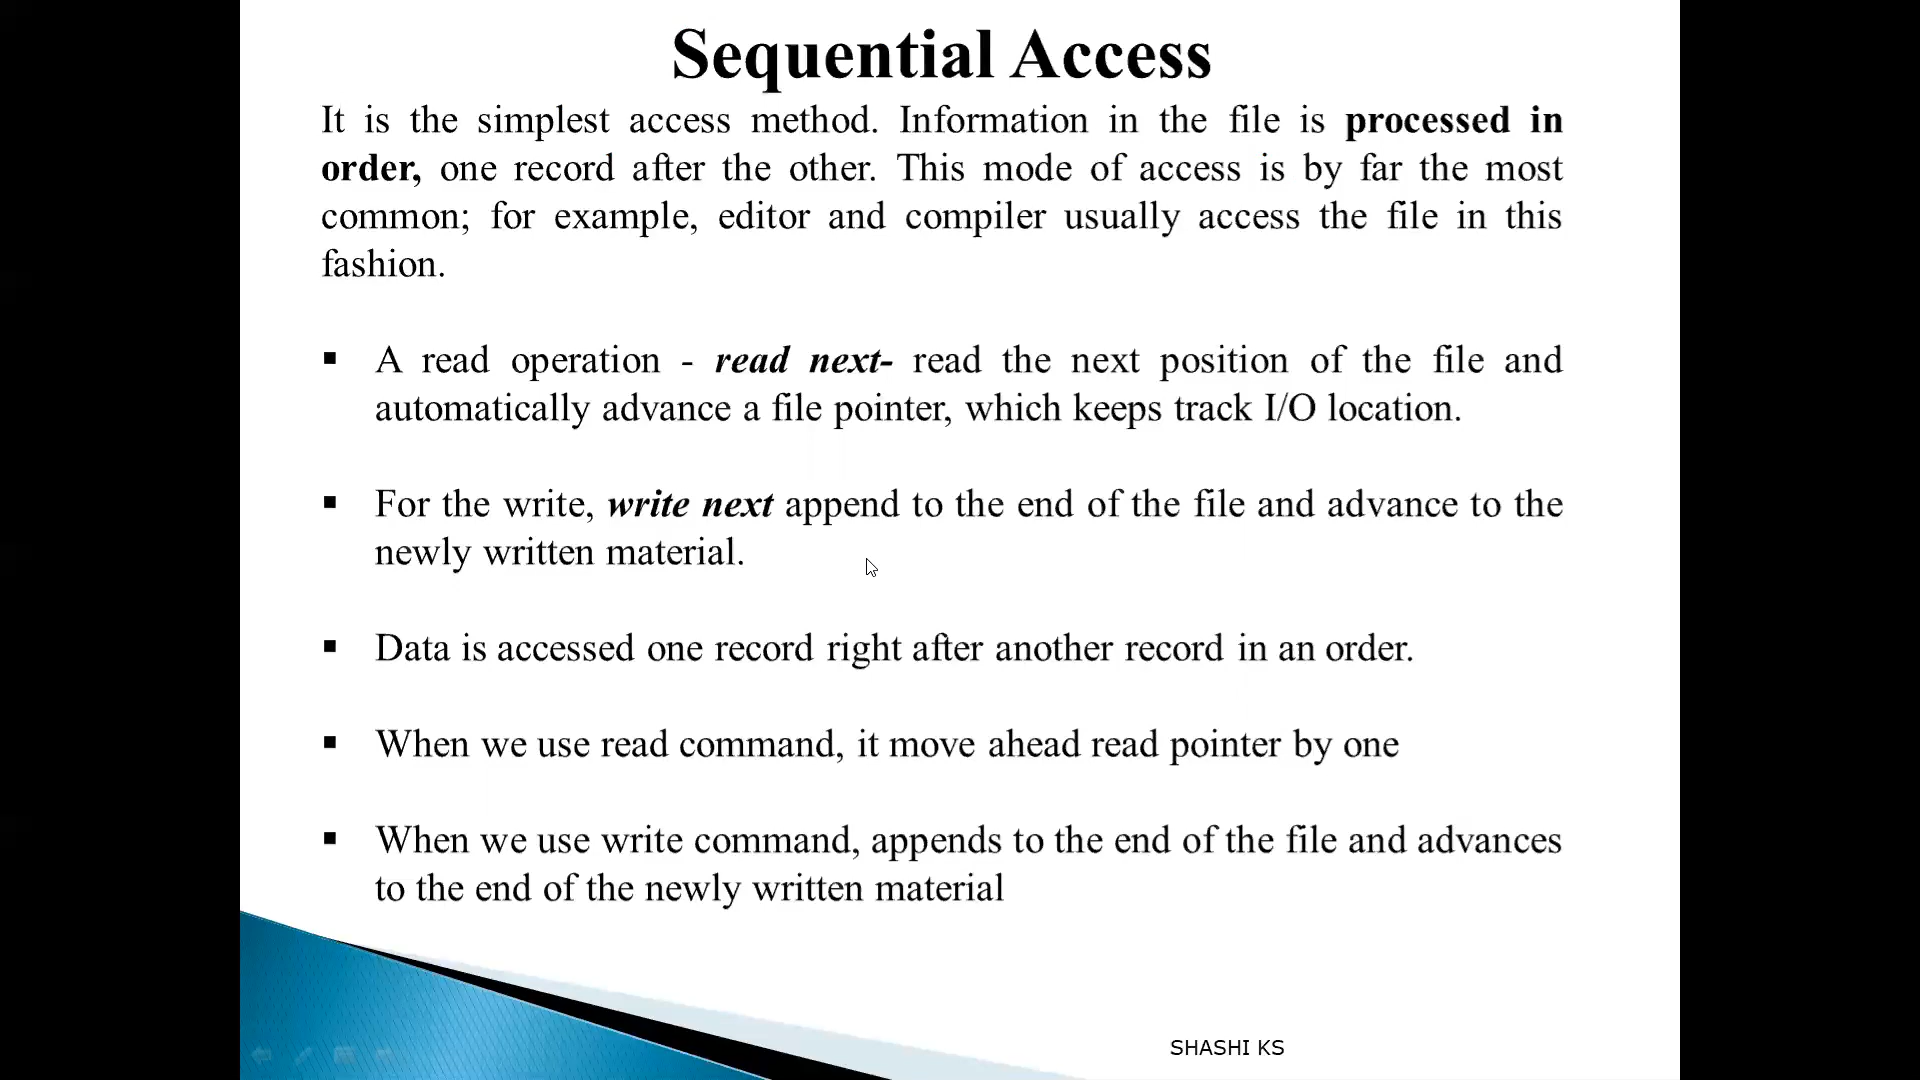 Sequential Access
It is the simplest access method. Information in the file is processed in
order, one record after the other. This mode of access is by far the most
common; for example, editor and compiler usually access the file in this
fashion.
▪ A read operation - read next- read the next position of the file and
automatically advance a file pointer, which keeps track I/O location.
▪ For the write, write next append to the end of the file and advance to the
newly written material.
▪ Data is accessed one record right after another record in an order.
▪ When we use read command, it move ahead read pointer by one
▪ When we use write command, appends to the end of the file and advances
to the end of the newly written material
SHASHI KS